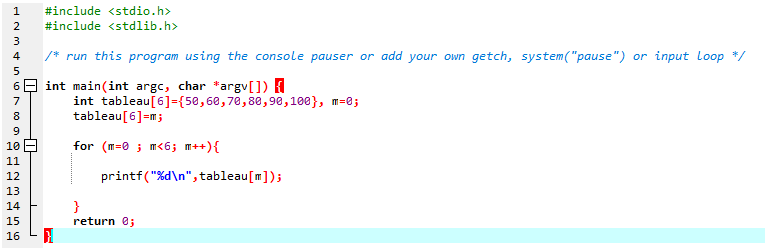 1 #include <stdio.h>
2 #include <stdlib.h>
3
4 /* run this program using the console pauser or add your own getch, system("pause") or input loop */
5
6 int main(int argc, char *argv[]) {
7 int tableau[6]={50,60,70,80,90,100}, m=0;
8 tableau[6]=m;
9
10 for (m=0 ; m<6; m++){
11
12 printf("%d\n",tableau[m]);
13
14 }
15 return 0;
16 }